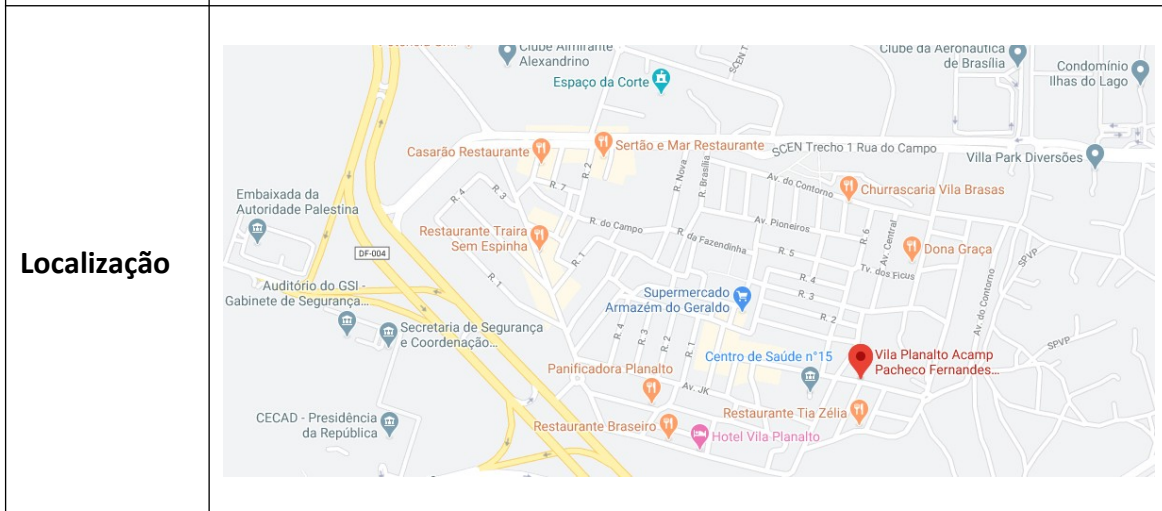 Localização
Clube Almirante
Alexandrino
Espaço da Corte
SCEN T
Clube da Aeronáutica
de Brasília
Condomínio
Ilhas do Lago
Casarão Restaurante
Sertão e Mar Restaurante
SCEN Trecho 1 Rua do Campo
Villa Park Diversões
Embaixada da
Autoridade Palestina
R. 4
R. 3
R. 7
R. 2
R. Nova
R. Brasília
Av. do Contorno
Churrascaria Vila Brasas
Restaurante Traira
Sem Espinha
R. do Campo
R. da Fazendinha
Av. Pioneiros
R. 5
R. 6
Av. Central
Dona Graça
DF-004
R. 1
R. 1
Tv. dos Ficus
SPVP
Auditório do GSI -
Gabinete de Segurança...
Supermercado
Armazém do Geraldo
R. 4
R. 3
R. 2
Av. do Contorno
Secretaria de Segurança
e Coordenação...
R. 4
R. 3
R. 2
R. 1
Centro de Saúde n°15
Vila Planalto Acamp
Pacheco Fernandes...
SPVP
Panificadora Planalto
Av. JK
CECAD - Presidência
da República
Restaurante Braseiro
Restaurante Tia Zélia
Hotel Vila Planalto